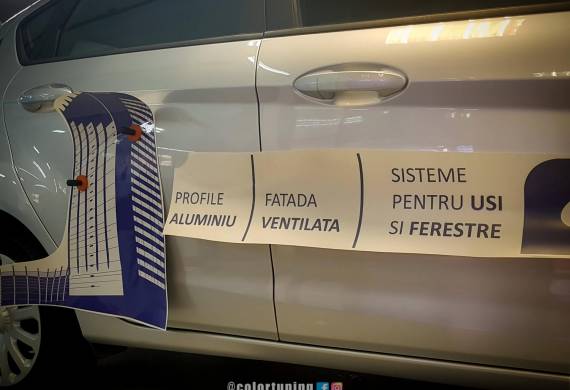 PROFILE
ALUMINIU
FATADA
VENTILATA
SISTEME
PENTRU USI
SI FERESTRE
@colortuning